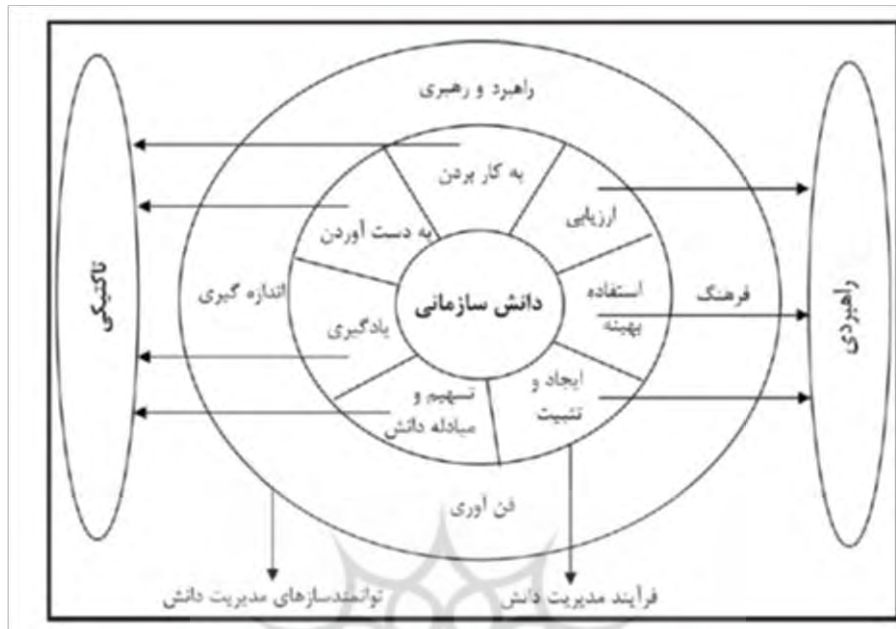 راهبرد و رهبری
به کار بردن
ارزیابی
به دست آوردن
راهبردی
فرهنگ
استفاده
بهینه
دانش سازمانی
اندازه گیری
تاکتیکی
یادگیری
ایجاد و
تثبیت
تسهیم و
مبادله دانش
فن آوری
فرآیند مدیریت دانش
توانمندسازهای مدیریت دانش